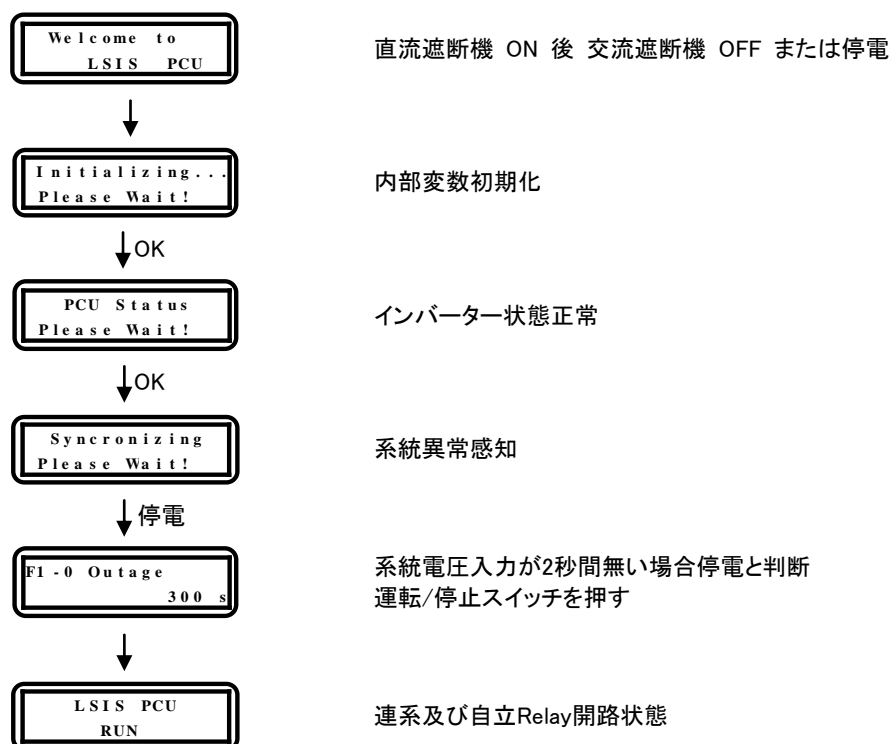 Welcome to
LSIS PCU
直流遮断機 ON 後 交流遮断機 OFF または停電
Initializing...
Please Wait!
内部変数初期化
OK
PCU Status
Please Wait!
インバーター状態正常
OK
Syncronizing
Please Wait!
系統異常感知
停電
F1-0 Outage
300 s
系統電圧入力が2秒間無い場合停電と判断
運転/停止スイッチを押す
LSIS PCU
RUN
連系及び自立Relay開路状態